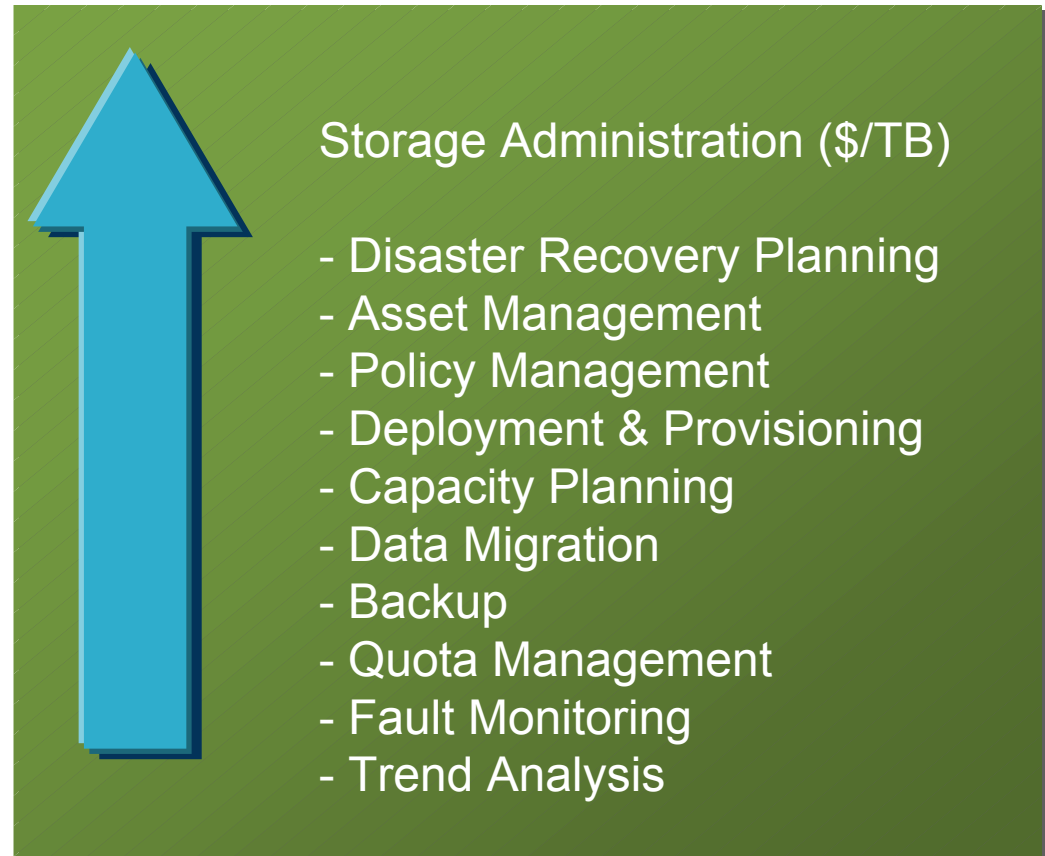 Storage Administration ($/TB)
- Disaster Recovery Planning
- Asset Management
- Policy Management
- Deployment & Provisioning
- Capacity Planning
- Data Migration
- Backup
- Quota Management
- Fault Monitoring
- Trend Analysis